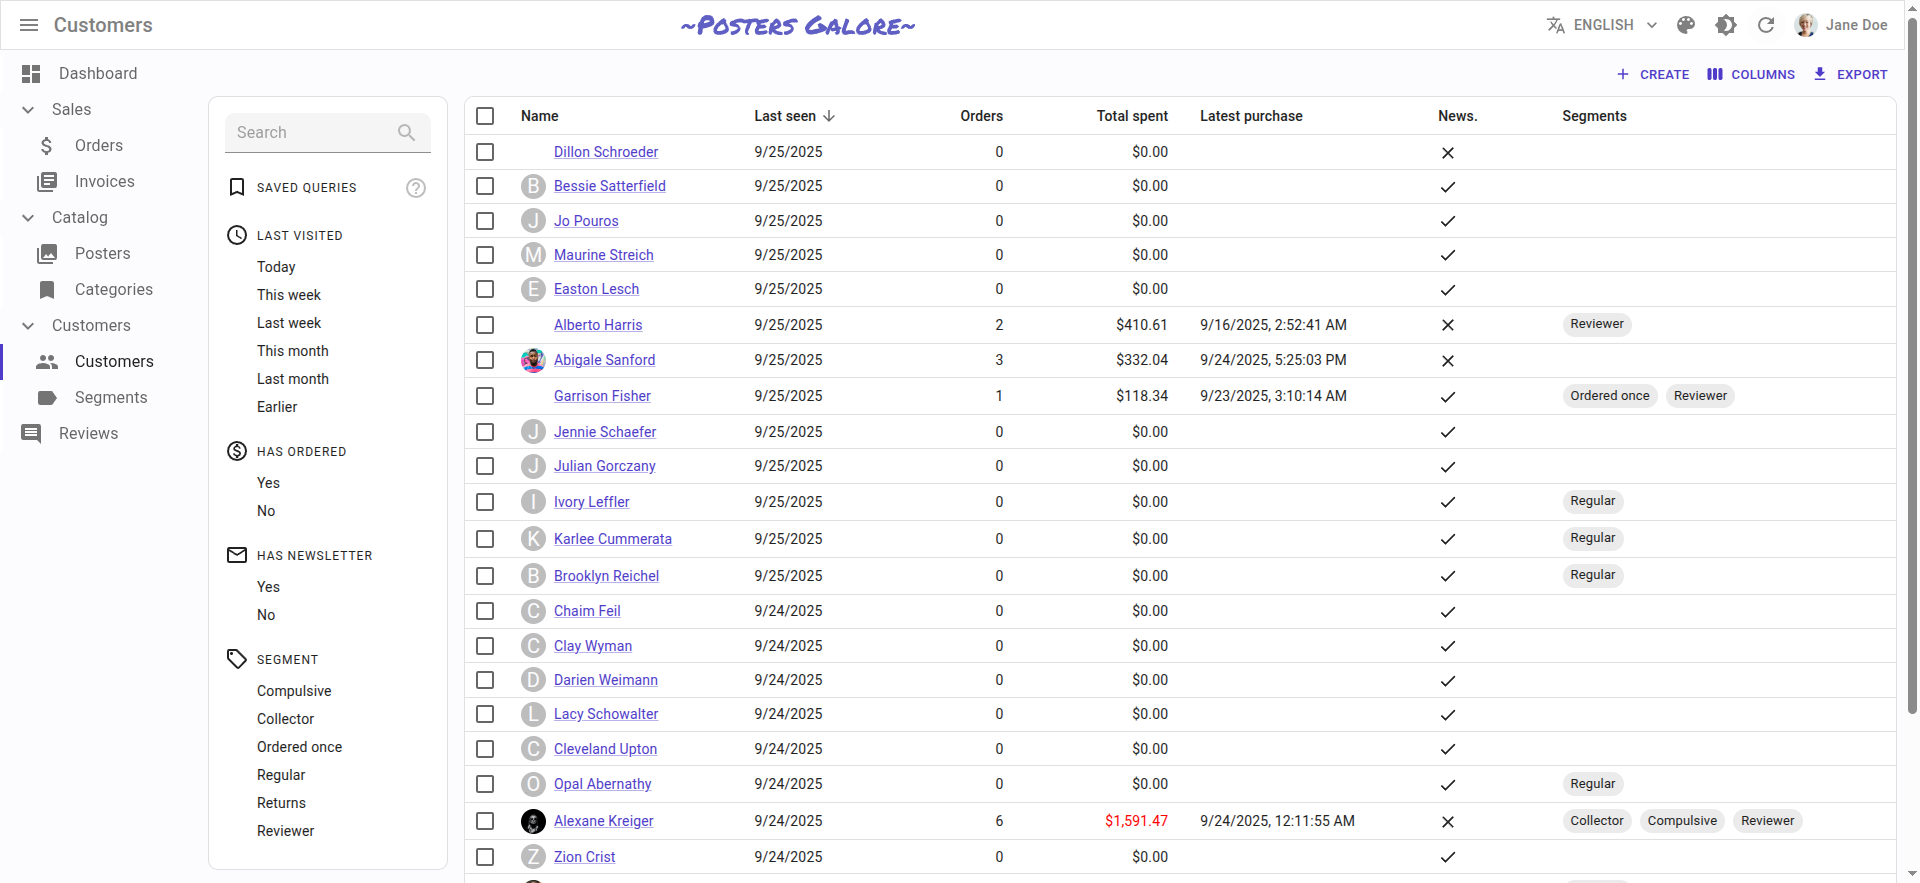 Customers
~Posters Galore~
ENGLISH
Jane Doe
Dashboard
Sales
Orders
Invoices
Catalog
Posters
Categories
Customers
Customers
Segments
Reviews
CREATE
COLUMNS
EXPORT
Search
SAVED QUERIES
?
LAST VISITED
Today
This week
Last week
This month
Last month
Earlier
HAS ORDERED
Yes
No
HAS NEWSLETTER
Yes
No
SEGMENT
Compulsive
Collector
Ordered once
Regular
Returns
Reviewer
Name Last seen Orders Total spent Latest purchase News. Segments
Dillon Schroeder 9/25/2025 0 $0.00
B Bessie Satterfield 9/25/2025 0 $0.00
J Jo Pouros 9/25/2025 0 $0.00
M Maurine Streich 9/25/2025 0 $0.00
E Easton Lesch 9/25/2025 0 $0.00
Alberto Harris 9/25/2025 2 $410.61 9/16/2025, 2:52:41 AM Reviewer
Abigale Sanford 9/25/2025 3 $332.04 9/24/2025, 5:25:03 PM
Garrison Fisher 9/25/2025 1 $118.34 9/23/2025, 3:10:14 AM Ordered once Reviewer
J Jennie Schaefer 9/25/2025 0 $0.00
J Julian Gorczany 9/25/2025 0 $0.00
I Ivory Leffler 9/25/2025 0 $0.00 Regular
K Karlee Cummerata 9/25/2025 0 $0.00 Regular
B Brooklyn Reichel 9/25/2025 0 $0.00 Regular
C Chaim Feil 9/24/2025 0 $0.00
C Clay Wyman 9/24/2025 0 $0.00
D Darien Weimann 9/24/2025 0 $0.00
L Lacy Schowalter 9/24/2025 0 $0.00
C Cleveland Upton 9/24/2025 0 $0.00
O Opal Abernathy 9/24/2025 0 $0.00 Regular
Alexane Kreiger 9/24/2025 6 $1,591.47 9/24/2025, 12:11:55 AM Collector Compulsive Reviewer
Z Zion Crist 9/24/2025 0 $0.00